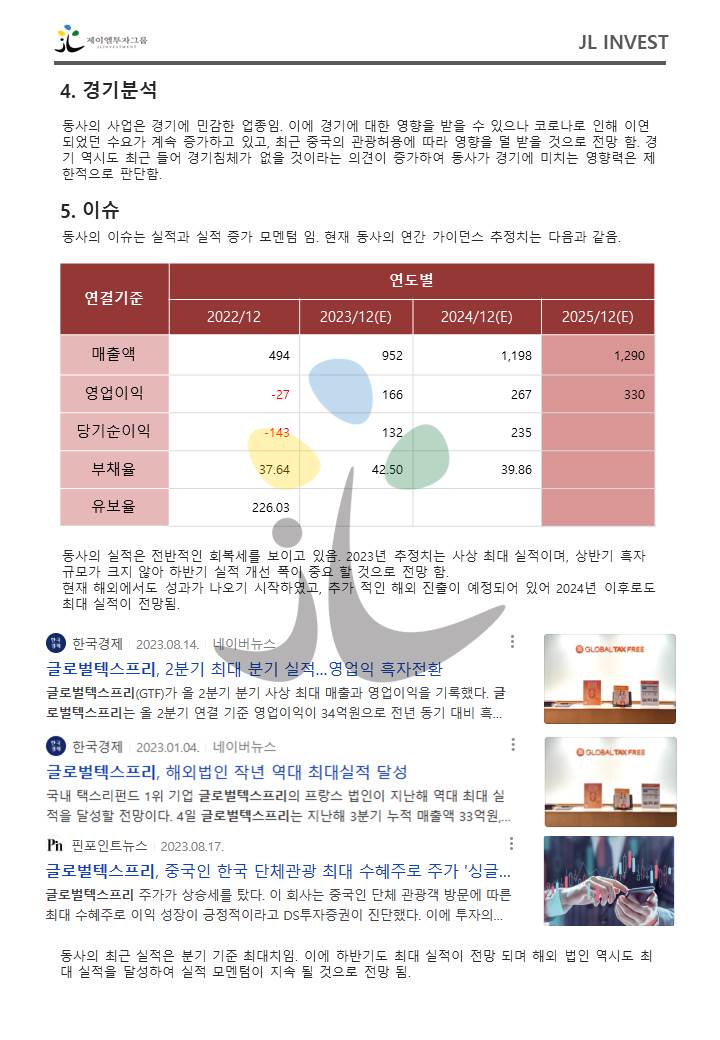 제이엘투자그룹
JLINVESTMENT
JL INVEST
4. 경기분석
동사의 사업은 경기에 민감한 업종임. 이에 경기에 대한 영향을 받을 수 있으나 코로나로 인해 이연
되었던 수요가 계속 증가하고 있고, 최근 중국의 관광허용에 따라 영향을 덜 받을 것으로 전망 함. 경
기 역시도 최근 들어 경기침체가 없을 것이라는 의견이 증가하여 동사가 경기에 미치는 영향력은 제
한적으로 판단함.
5. 이슈
동사의 이슈는 실적과 실적 증가 모멘텀 임. 현재 동사의 연간 가이던스 추정치는 다음과 같음.
연결기준 연도별
2022/12 2023/12(E) 2024/12(E) 2025/12(E)
매출액 494 952 1,198 1,290
영업이익 -27 166 267 330
당기순이익 -143 132 235
부채율 37.64 42.50 39.86
유보율 226.03
동사의 실적은 전반적인 회복세를 보이고 있음. 2023년 추정치는 사상 최대 실적이며, 상반기 흑자
규모가 크지 않아 하반기 실적 개선 폭이 중요 할 것으로 전망 함.
현재 해외에서도 성과가 나오기 시작하였고, 추가 적인 해외 진출이 예정되어 있어 2024년 이후로도
최대 실적이 전망됨.
한국경제 2023.08.14. 네이버뉴스
글로벌텍스프리, 2분기 최대 분기 실적...영업익 흑자전환
글로벌텍스프리(GTF)가 올 2분기 분기 사상 최대 매출과 영업이익을 기록했다. 글
로벌텍스프리는 올 2분기 연결 기준 영업이익이 34억원으로 전년 동기 대비 흑...
GLOBAL TAX FREE
한국경제 2023.01.04. 네이버뉴스
글로벌텍스프리, 해외법인 작년 역대 최대실적 달성
국내 택스리펀드 1위 기업 글로벌텍스프리의 프랑스 법인이 지난해 역대 최대 실
적을 달성할 전망이다. 4일 글로벌텍스프리는 지난해 3분기 누적 매출액 33억원,...
GLOBAL TAX FREE
핀포인트뉴스 2023.08.17.
글로벌텍스프리, 중국인 한국 단체관광 최대 수혜주로 주가 '싱글...
글로벌텍스프리 주가가 상승세를 탔다. 이 회사는 중국인 단체 관광객 방문에 따른
최대 수혜주로 이익 성장이 긍정적이라고 DS투자증권이 진단했다. 이에 투자의...
동사의 최근 실적은 분기 기준 최대치임. 이에 하반기도 최대 실적이 전망 되며 해외 법인 역시도 최
대 실적을 달성하여 실적 모멘텀이 지속 될 것으로 전망 됨.